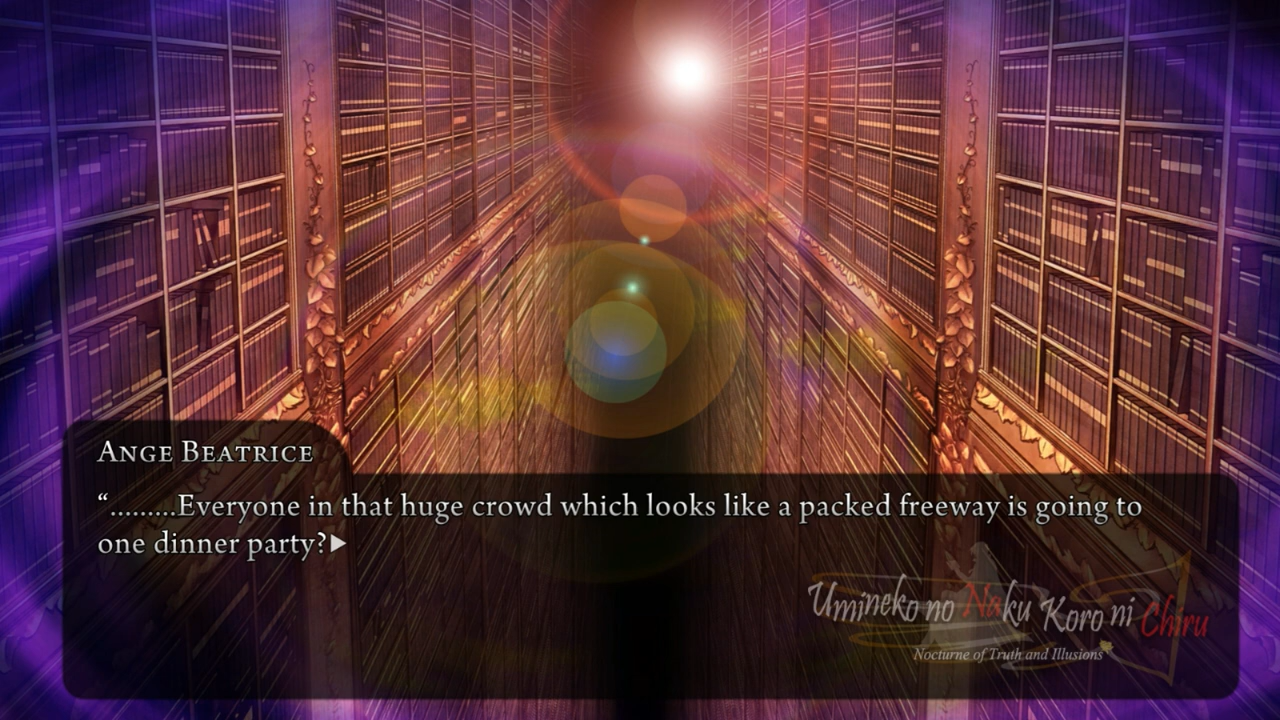 Ange Beatrice
“.........Everyone in that huge crowd which looks like a packed freeway is going to
one dinner party?▶
Umineko no Naku Koro ni Chiru
Nocturne of Truth and Illusions